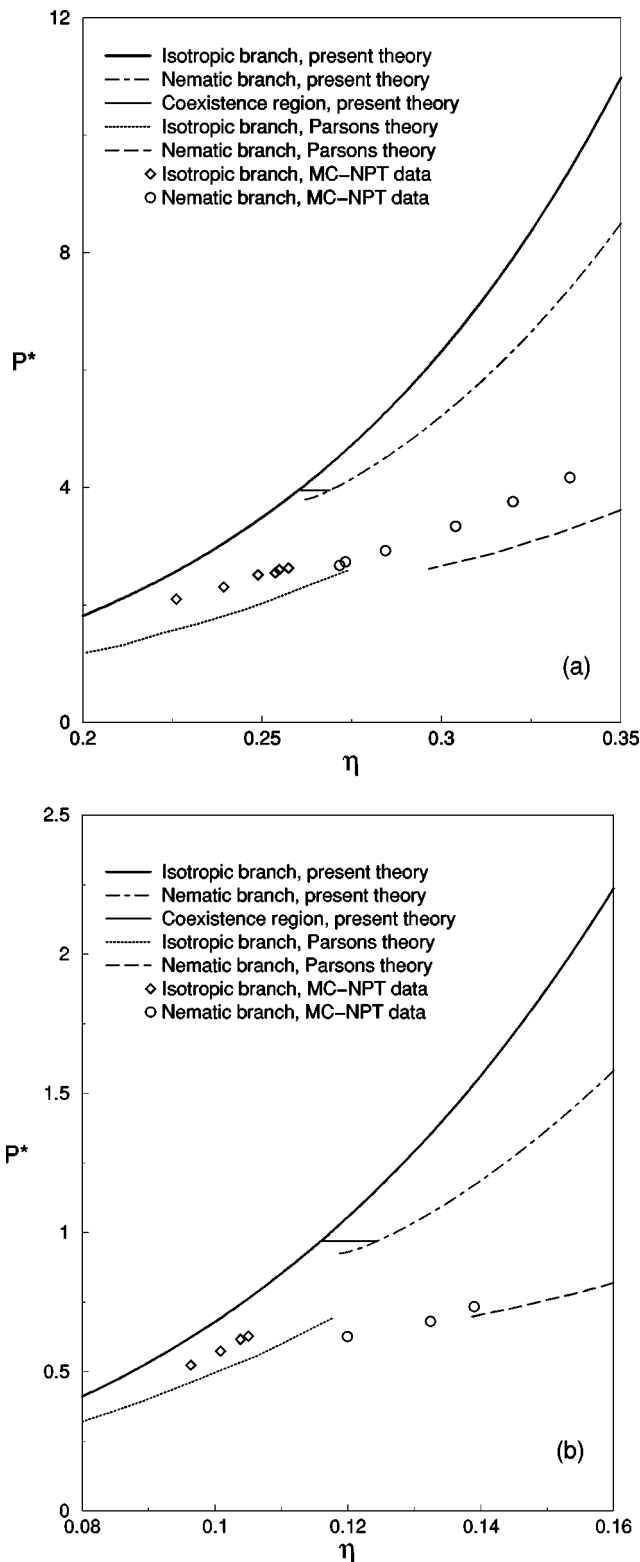 12
Isotropic branch, present theory
Nematic branch, present theory
Coexistence region, present theory
Isotropic branch, Parsons theory
Nematic branch, Parsons theory
Isotropic branch, MC−NPT data
Nematic branch, MC−NPT data
8
P*
4
(a)
0
0.2
0.25
0.3
0.35
η
2.5
Isotropic branch, present theory
Nematic branch, present theory
Coexistence region, present theory
Isotropic branch, Parsons theory
Nematic branch, Parsons theory
Isotropic branch, MC−NPT data
Nematic branch, MC−NPT data
2
1.5
P*
1
0.5
(b)
0
0.08
0.1
0.12
0.14
0.16
η